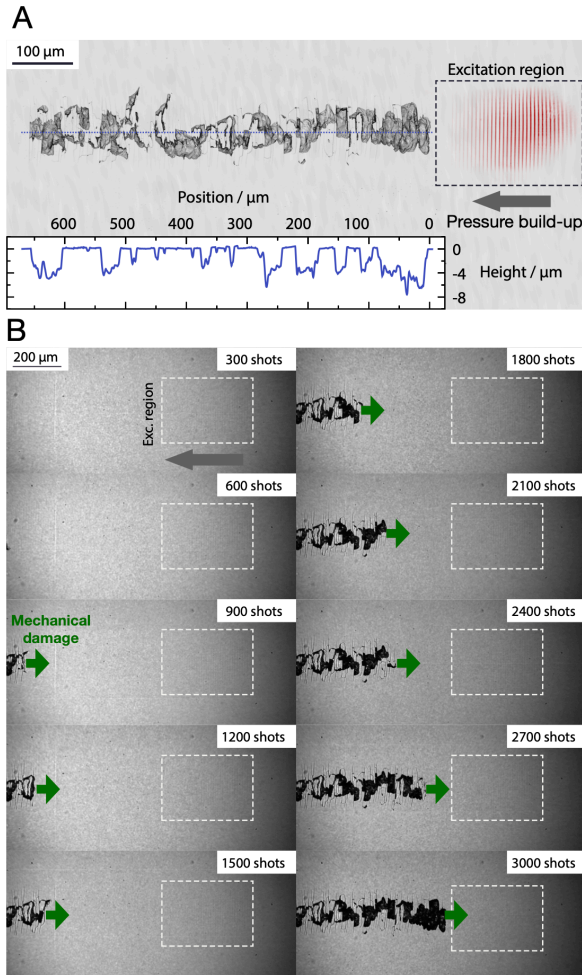 A
100 µm
Excitation region
Position / µm
Pressure build-up
600 500 400 300 200 100 0
0
-4
-8
Height / µm
B
200 µm
300 shots
Exc. region
600 shots
900 shots
Mechanical
damage
1200 shots
1500 shots
1800 shots
2100 shots
2400 shots
2700 shots
3000 shots